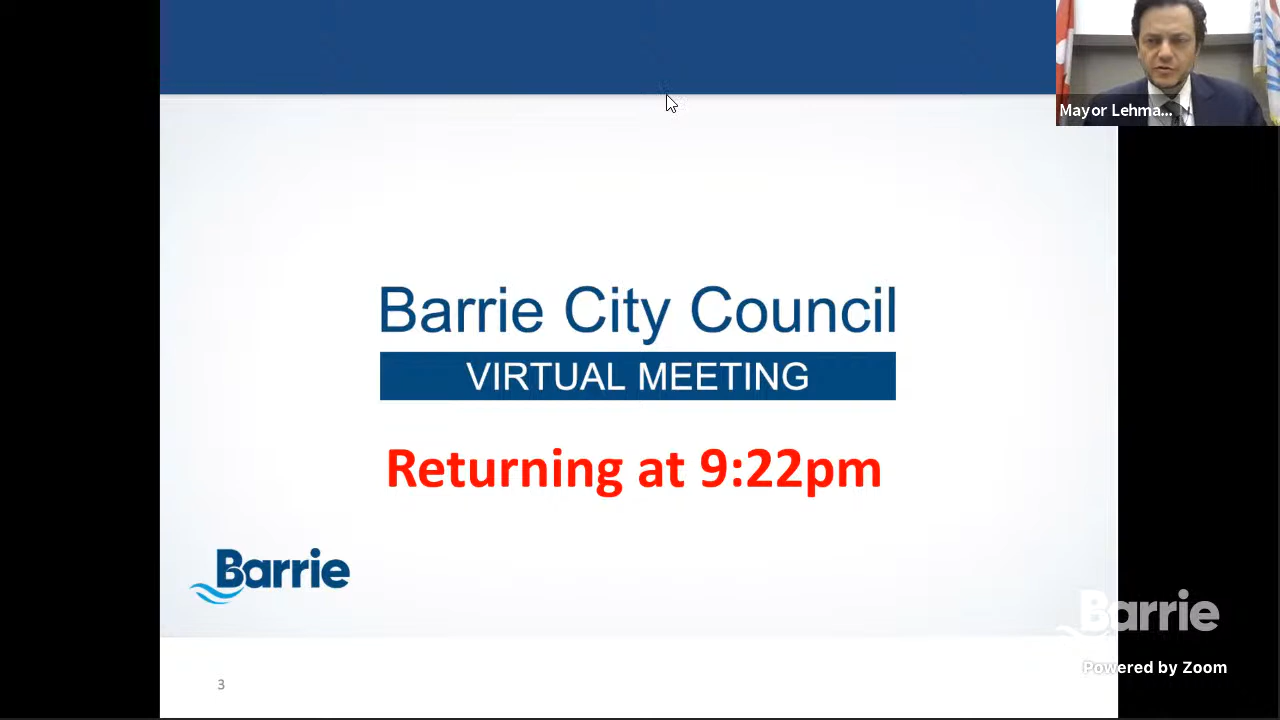 Mayor Lehma...
Barrie City Council
VIRTUAL MEETING
Returning at 9:22pm
Barrie
Barrie
Powered by Zoom
3